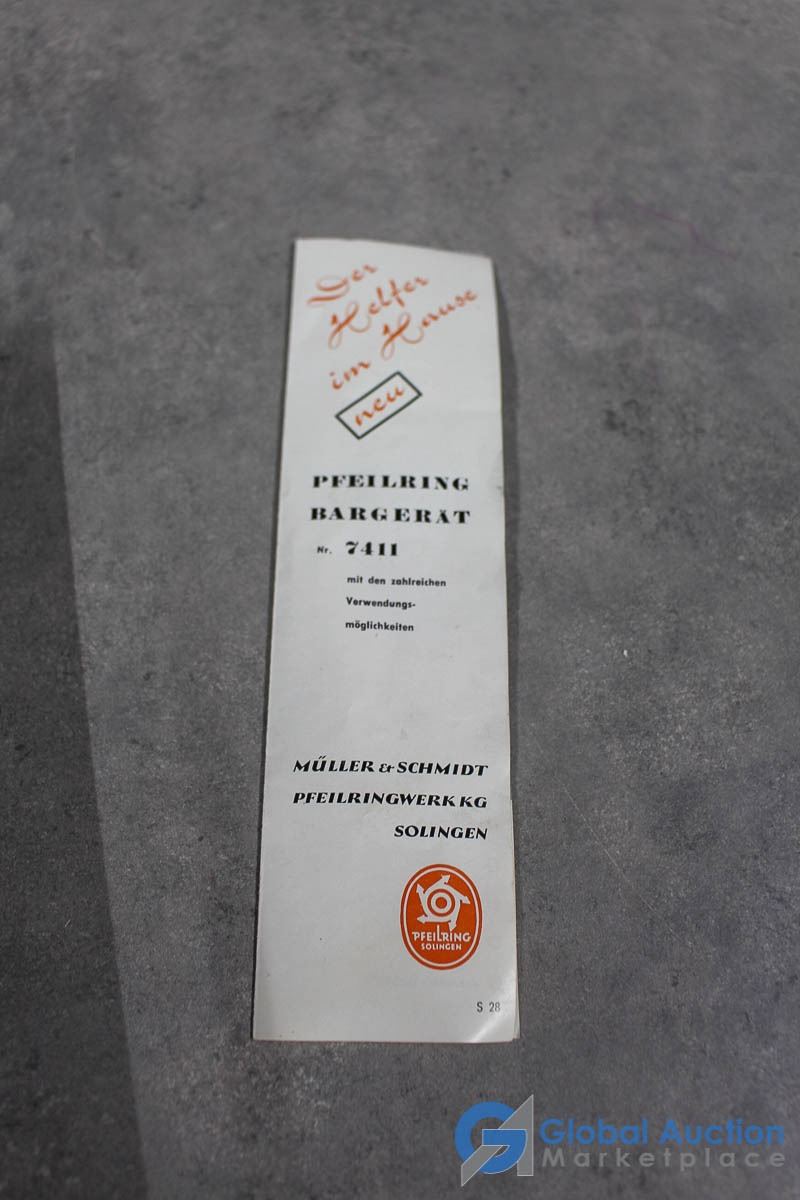 Der
Helfer
im Hause
neu
PFEILRING
BARGERÄT
Nr. 7411
mit den zahlreichen
Verwendungs-
möglichkeiten
MÜLLER & SCHMIDT
PFEILRINGWERK KG
SOLINGEN
PFEILRING
SOLINGEN
S 28
Global Auction
Marketplace